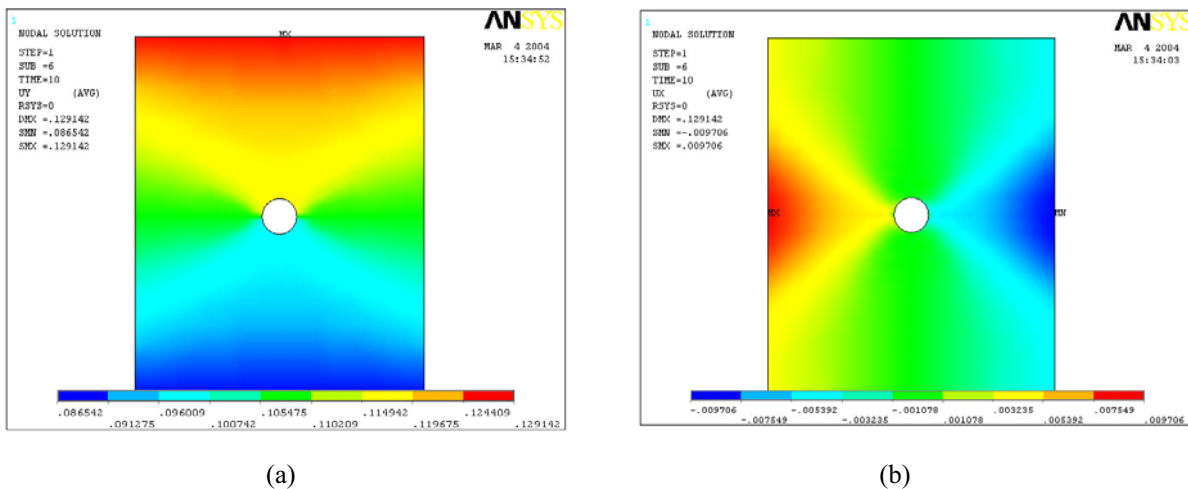 1
ANSYS
NODAL SOLUTION
STEP=1
SUB =6
TIME=10
UY (AVG)
RSYS=0
DMX =.129142
SMN =.086542
SMX =.129142
MAR 4 2004
15:34:52
MX
.086542 .096009 .105475 .114942 .124409
.091275 .100742 .110209 .119675 .129142
(a)
1
ANSYS
NODAL SOLUTION
STEP=1
SUB =6
TIME=10
UX (AVG)
RSYS=0
DMX =.129142
SMN =-.009706
SMX =.009706
MAR 4 2004
15:34:03
MX
MN
-.009706 -.005392 -.001078 .003235 .007549
-.007549 -.003235 .001078 .005392 .009706
(b)